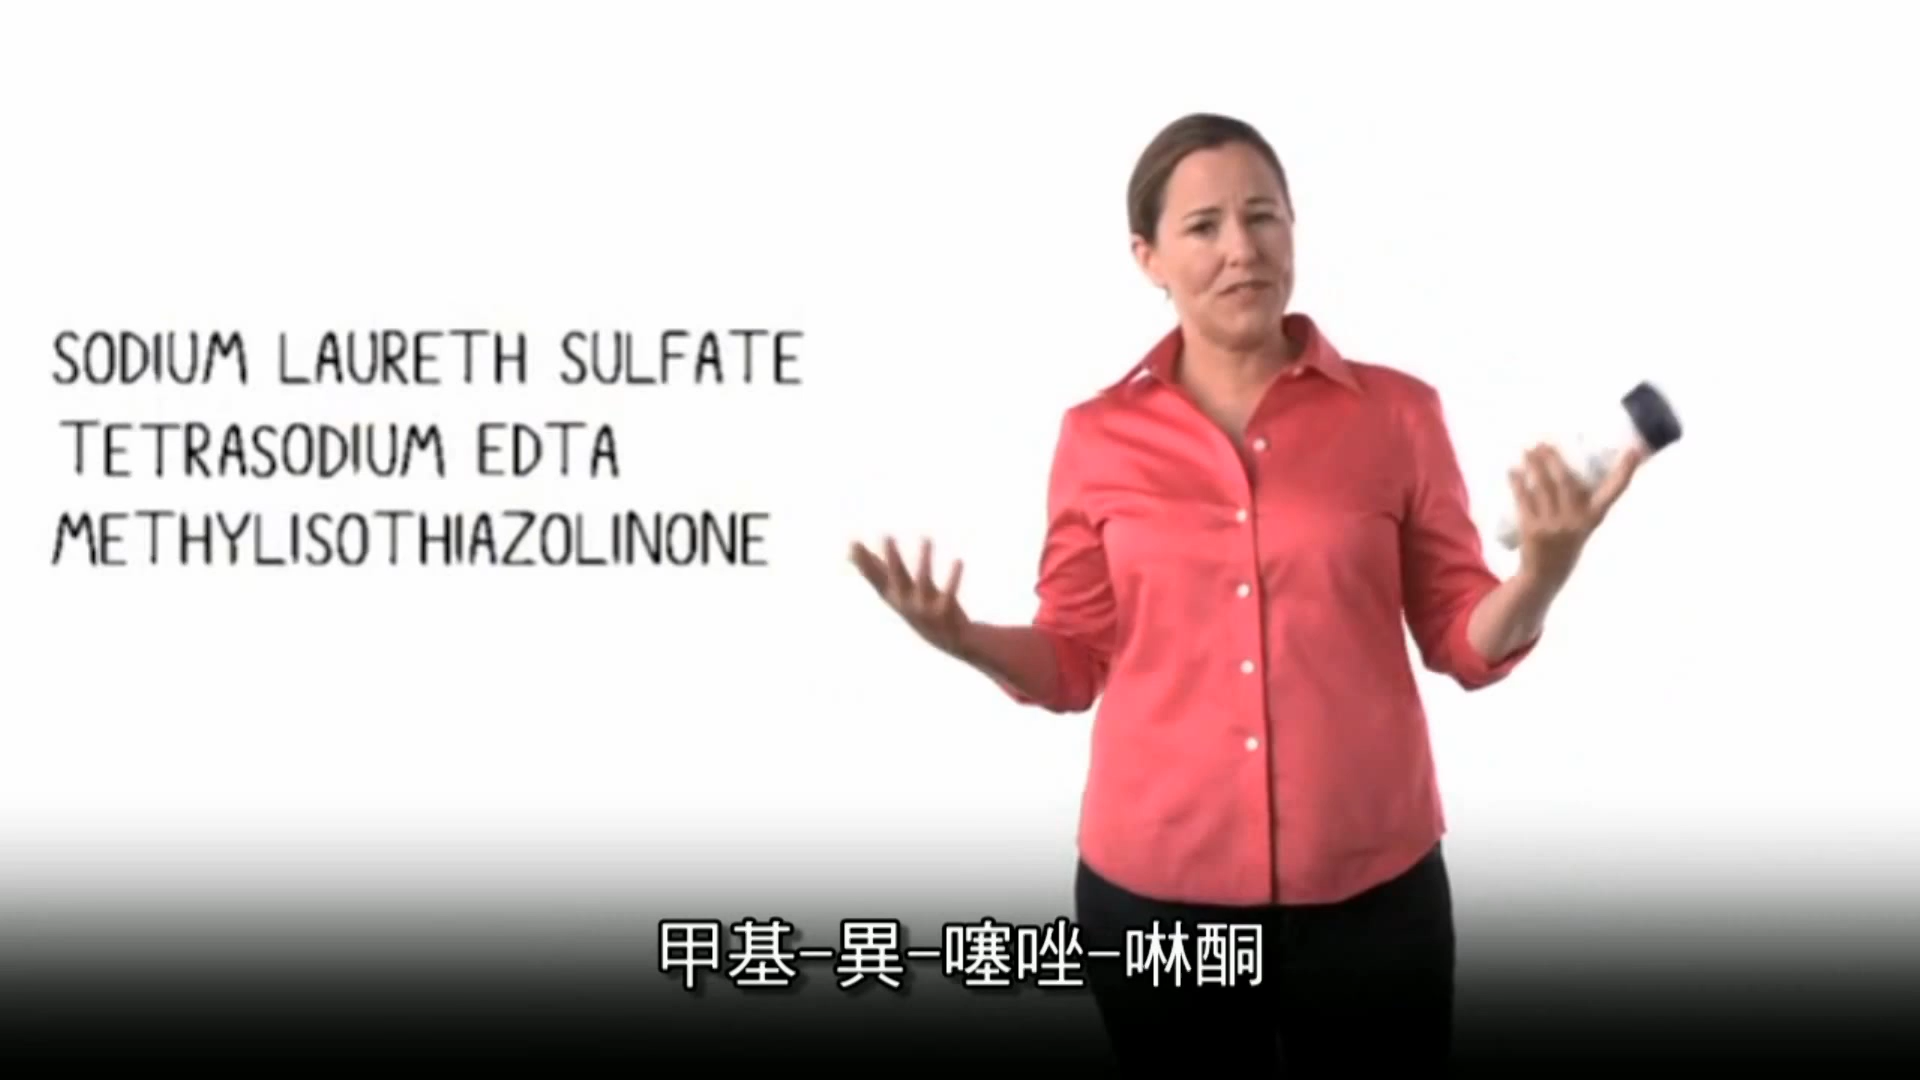 SODIUM LAURETH SULFATE
TETRASODIUM EDTA
METHYLISOTHIAZOLINONE
甲基-異-噻唑-啉酮